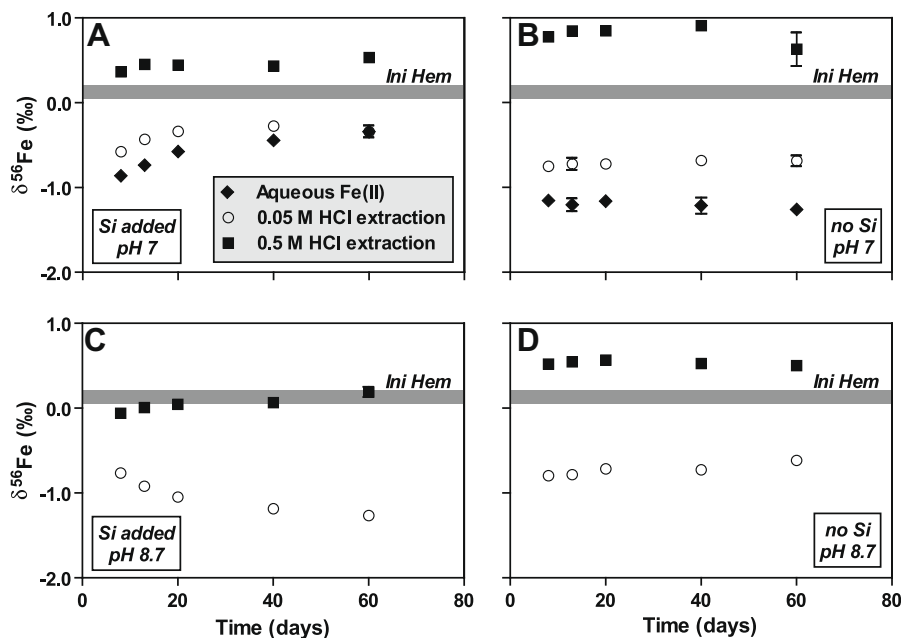 A
B
1.0
0.0
-1.0
-2.0
δ⁵⁶Fe (‰)
Ini Hem
Ini Hem
Aqueous Fe(II)
0.05 M HCl extraction
0.5 M HCl extraction
Si added
pH 7
no Si
pH 7
C
D
1.0
0.0
-1.0
-2.0
δ⁵⁶Fe (‰)
Ini Hem
Ini Hem
Si added
pH 8.7
no Si
pH 8.7
0 20 40 60 80
0 20 40 60 80
Time (days)
Time (days)